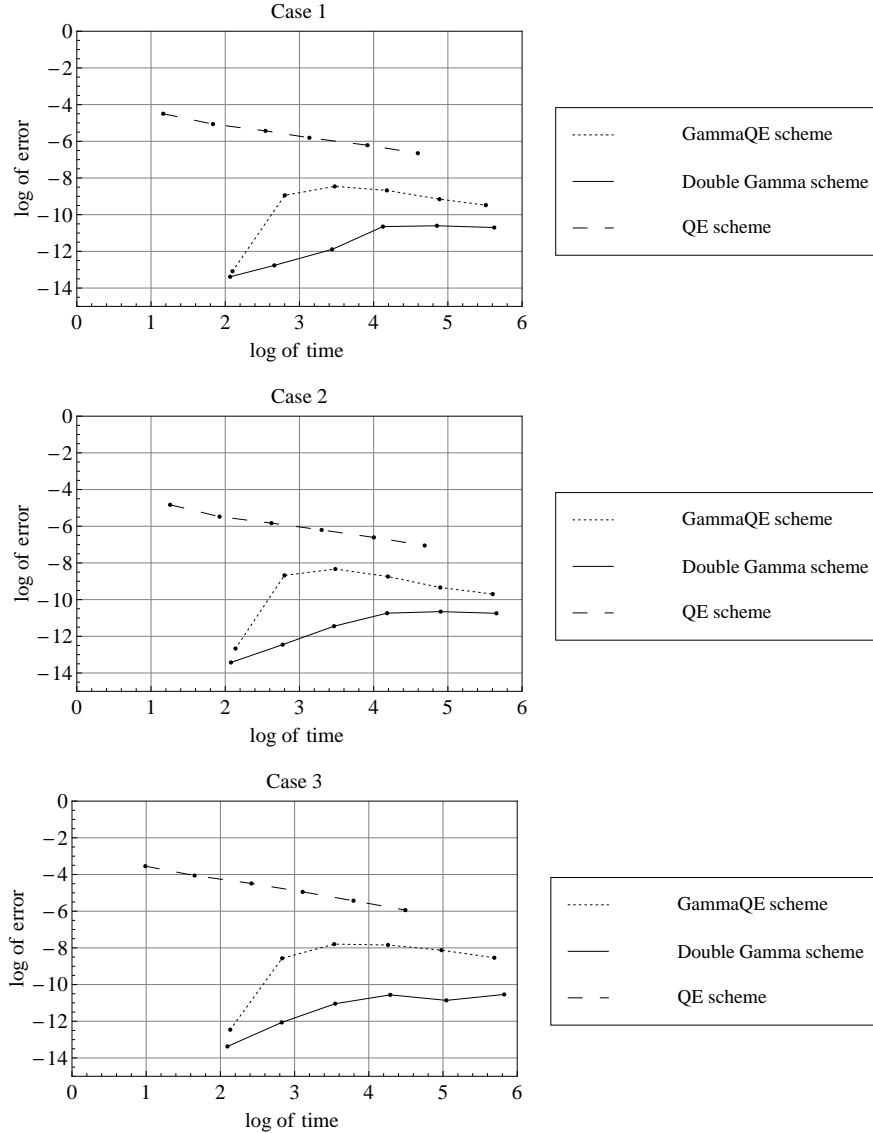 Case 1
0
−2
−4
−6
−8
−10
−12
−14
log of error
0 1 2 3 4 5 6
log of time
GammaQE scheme
Double Gamma scheme
QE scheme
Case 2
0
−2
−4
−6
−8
−10
−12
−14
log of error
0 1 2 3 4 5 6
log of time
GammaQE scheme
Double Gamma scheme
QE scheme
Case 3
0
−2
−4
−6
−8
−10
−12
−14
log of error
0 1 2 3 4 5 6
log of time
GammaQE scheme
Double Gamma scheme
QE scheme